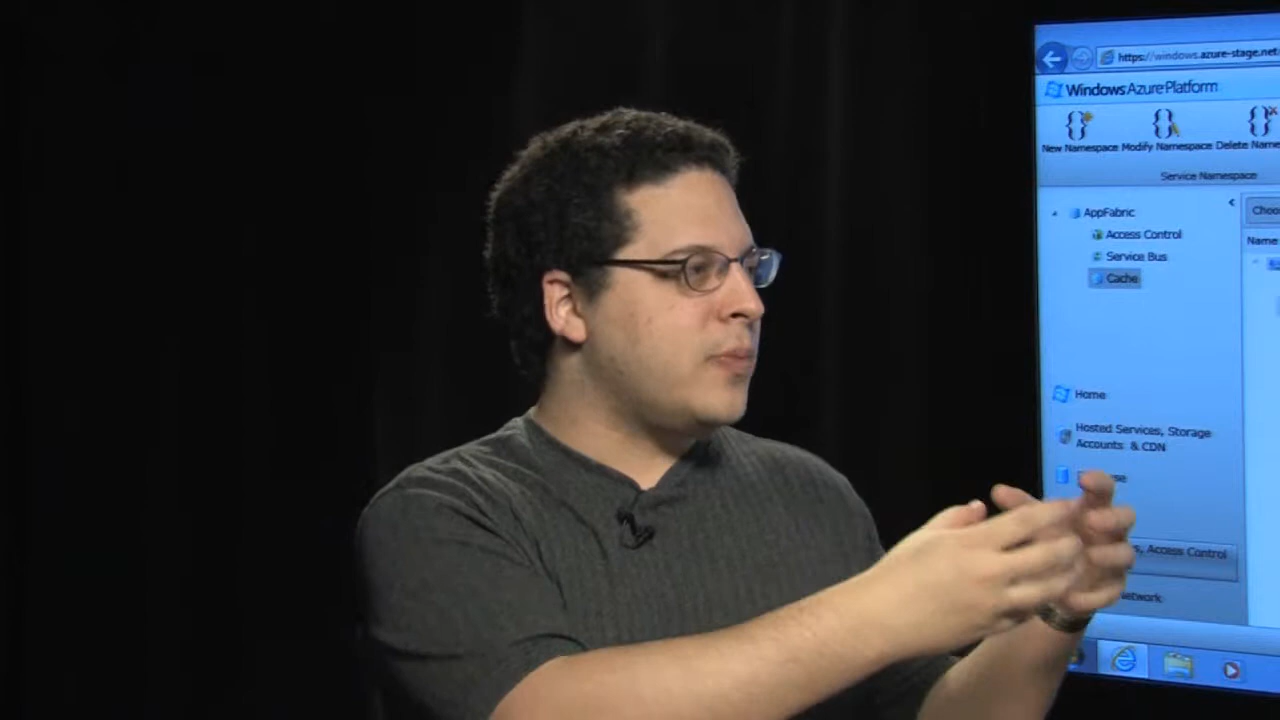 https://windows.azure-stage.net
Windows Azure Platform
New Namespace Modify Namespace Delete
Service Namespace
AppFabric
Name
Access Control
Service Bus
Cache
Home
Hosted Services, Storage
Accounts & CDN
Access Control